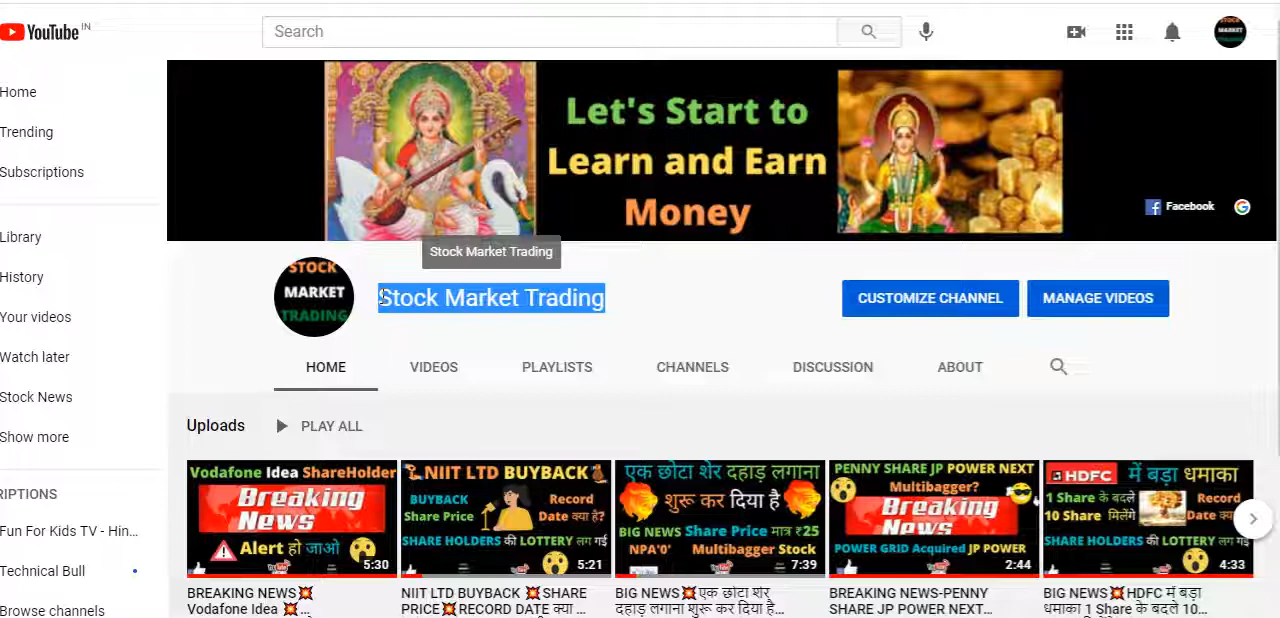 YouTube IN
Search
STOCK
MARKET
TRADING
Home
Trending
Subscriptions
Library
History
Your videos
Watch later
Stock News
Show more
RIPTIONS
Fun For Kids TV - Hin...
Technical Bull
Browse channels
Let's Start to
Learn and Earn
Money
Facebook
Stock Market Trading
STOCK
MARKET
TRADING
Stock Market Trading
CUSTOMIZE CHANNEL
MANAGE VIDEOS
HOME VIDEOS PLAYLISTS CHANNELS DISCUSSION ABOUT
Uploads PLAY ALL
Vodafone Idea ShareHolder
Breaking
News
Alert हो जाओ
5:30
BREAKING NEWS💥
Vodafone Idea 💥...
NIIT LTD BUYBACK
BUYBACK
Share Price
Record
Date क्या है?
SHARE HOLDERS की LOTTERY लग गई
5:21
NIIT LTD BUYBACK 💥SHARE
PRICE💥RECORD DATE क्या ...
एक छोटा शेर दहाड़ लगाना
शुरू कर दिया है
BIG NEWS Share Price मात्र ₹25
NPA'0' Multibagger Stock
7:39
BIG NEWS💥एक छोटा शेर
दहाड़ लगाना शुरू कर दिया है...
PENNY SHARE JP POWER NEXT
Multibagger?
Breaking
News
POWER GRID Acquired JP POWER
2:44
BREAKING NEWS-PENNY
SHARE JP POWER NEXT...
HDFC में बड़ा धमाका
1 Share के बदले
10 Share मिलेंगे
Record
Date
SHARE HOLDERS की LOTTERY लग गई
4:33
BIG NEWS💥HDFC में बड़ा
धमाका 1 Share के बदले 10...